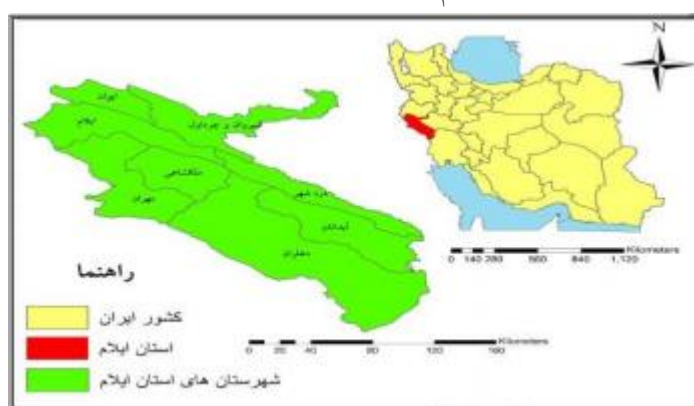 N
ایوان
شیروان و چرداول
ایلام
ملکشاهی
دره شهر
مهران
آبدانان
دهلران
Kilometers
0 140 280 560 840 1,120
راهنما
کشور ایران
استان ایلام
شهرستان های استان ایلام
Kilometers
0 20 40 80 120 160